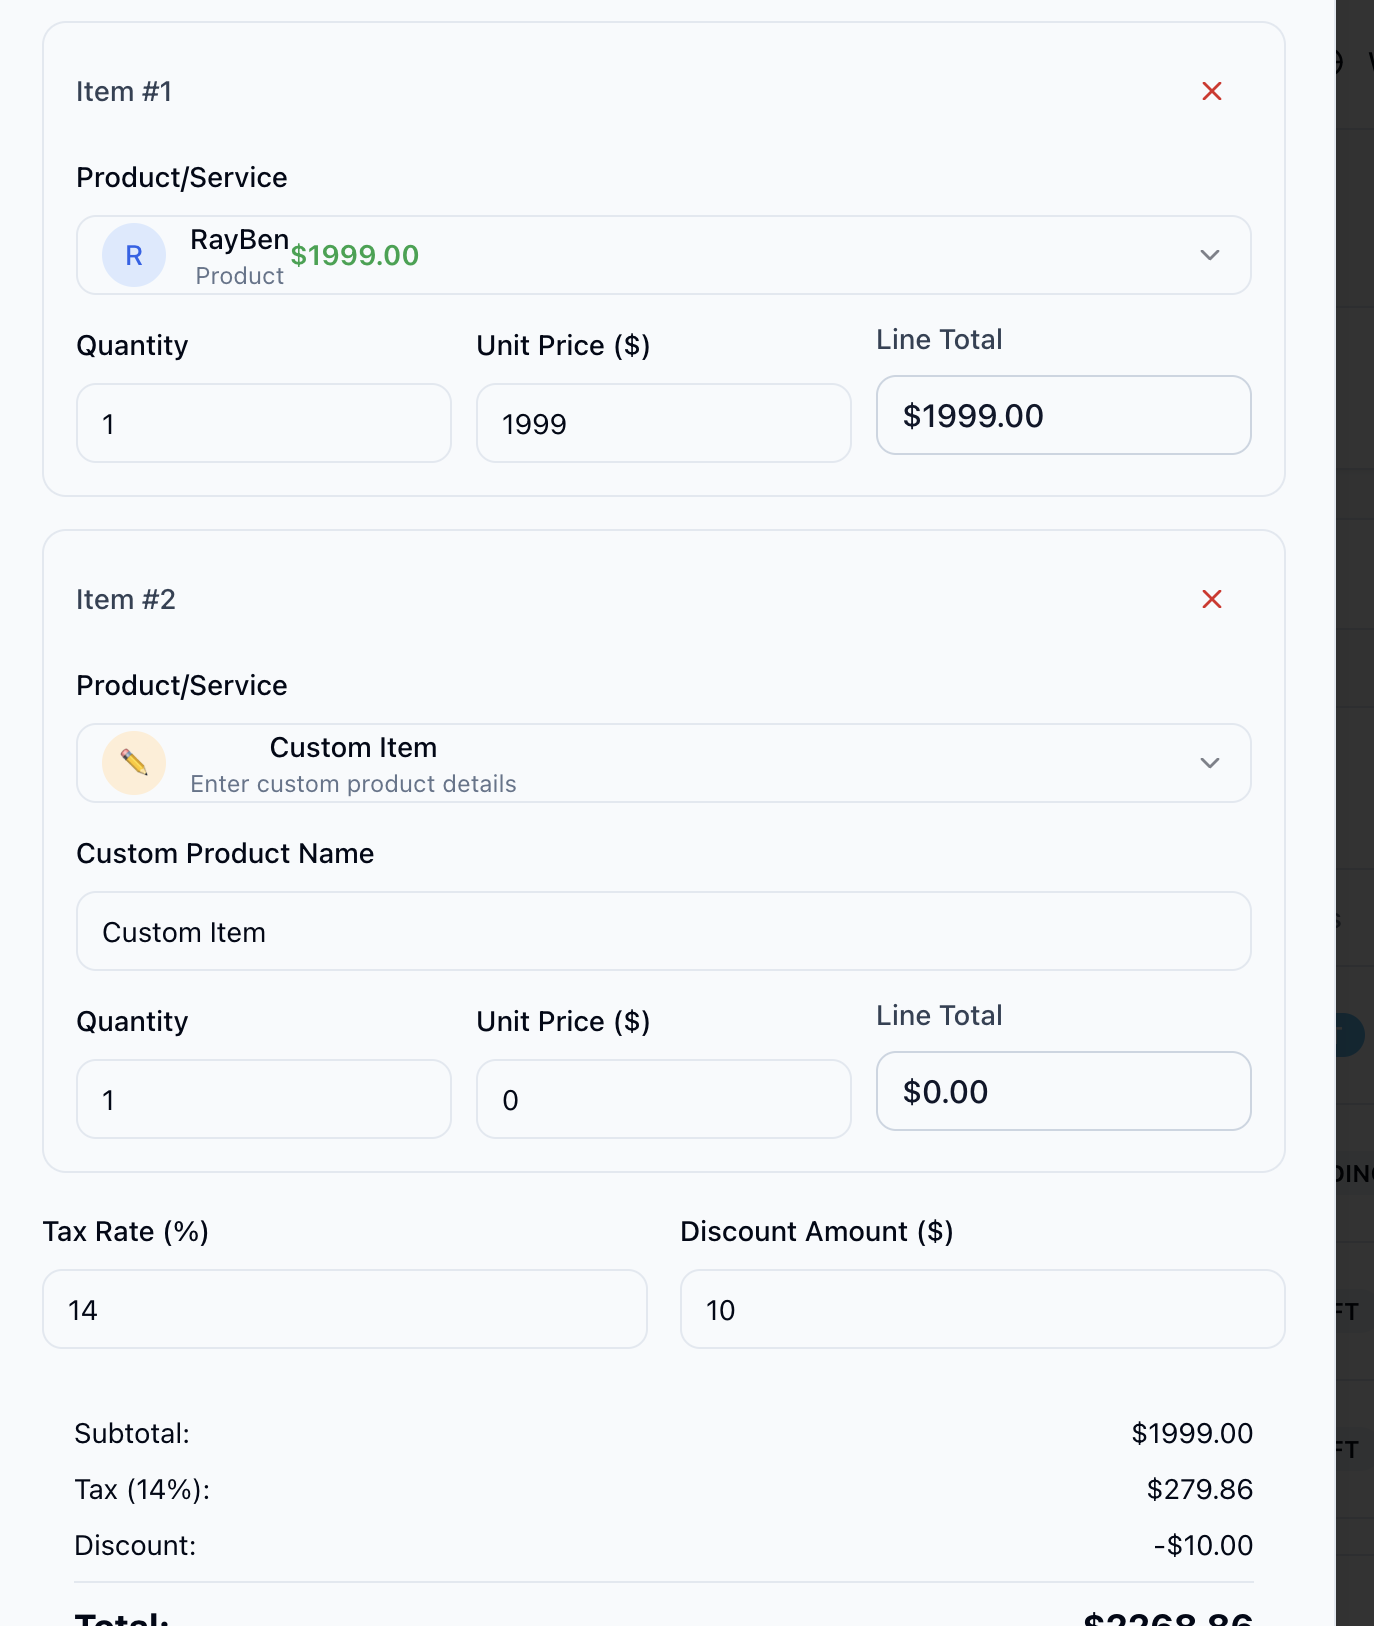 Item #1
Product/Service
R
RayBen
$1999.00
Product
Quantity
Unit Price ($)
Line Total
1
1999
$1999.00
Item #2
Product/Service
Custom Item
Enter custom product details
Custom Product Name
Custom Item
Quantity
Unit Price ($)
Line Total
1
0
$0.00
Tax Rate (%)
Discount Amount ($)
14
10
Subtotal:
$1999.00
Tax (14%):
$279.86
Discount:
-$10.00
Total:
$2268.86